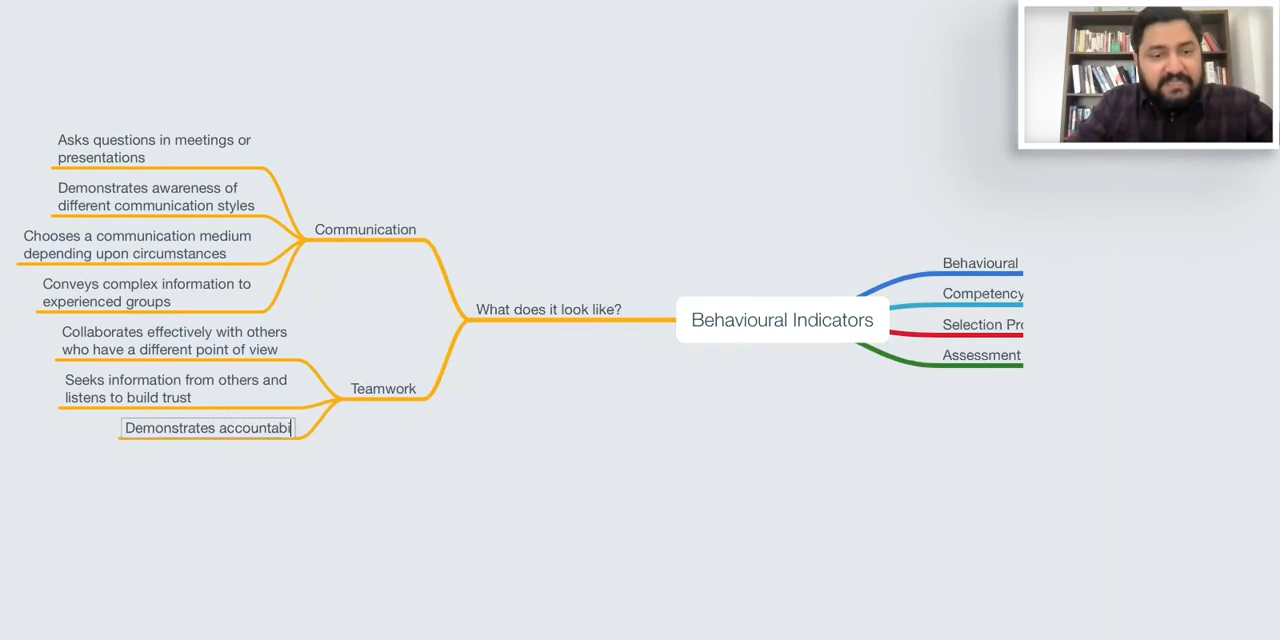 Asks questions in meetings or
presentations
Demonstrates awareness of
different communication styles
Chooses a communication medium
depending upon circumstances
Conveys complex information to
experienced groups
Communication
Collaborates effectively with others
who have a different point of view
Seeks information from others and
listens to build trust
Demonstrates accountabi
Teamwork
What does it look like?
Behavioural Indicators
Behavioural
Competency
Selection Pro
Assessment